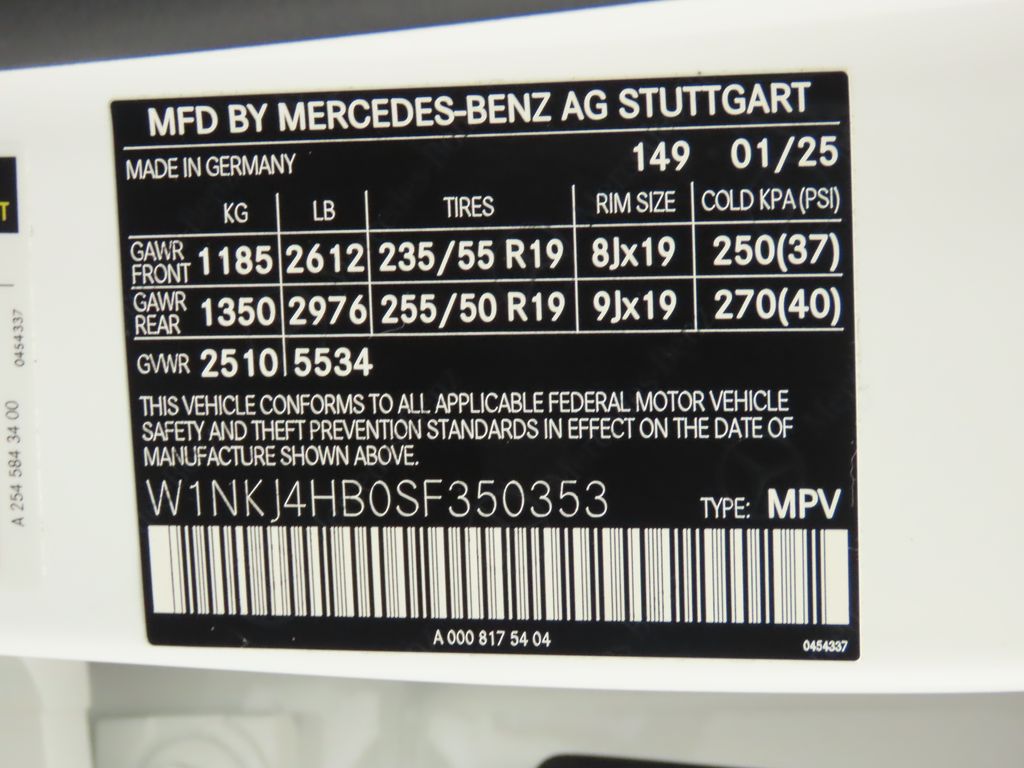 MFD BY MERCEDES-BENZ AG STUTTGART
MADE IN GERMANY 149 01/25
KG LB TIRES RIM SIZE COLD KPA (PSI)
GAWR FRONT 1185 2612 235/55 R19 8Jx19 250(37)
GAWR REAR 1350 2976 255/50 R19 9Jx19 270(40)
GVWR 2510 5534
THIS VEHICLE CONFORMS TO ALL APPLICABLE FEDERAL MOTOR VEHICLE
SAFETY AND THEFT PREVENTION STANDARDS IN EFFECT ON THE DATE OF
MANUFACTURE SHOWN ABOVE.
W1NKJ4HB0SF350353 TYPE: MPV
A 000 817 54 04 0454337
T
0454337
A 254 584 34 00